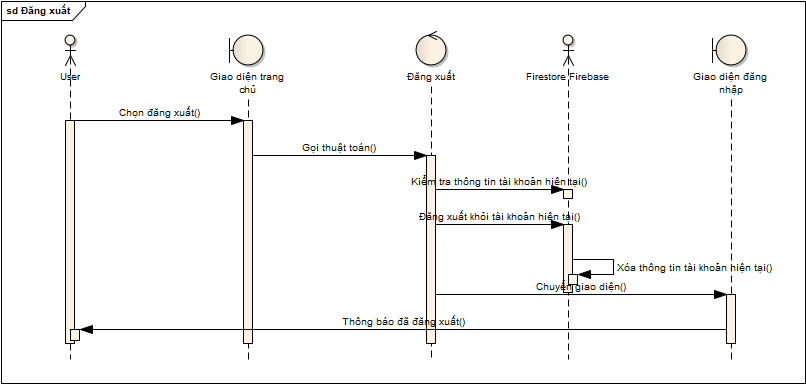 sd Đăng xuất
User
Giao diện trang
chủ
Đăng xuất
Firestore Firebase
Giao diện đăng
nhập
Chọn đăng xuất()
Gọi thuật toán()
Kiểm tra thông tin tài khoản hiện tại()
Đăng xuất khỏi tài khoản hiện tại()
Xóa thông tin tài khoản hiện tại()
Chuyển giao diện()
Thông báo đã đăng xuất()